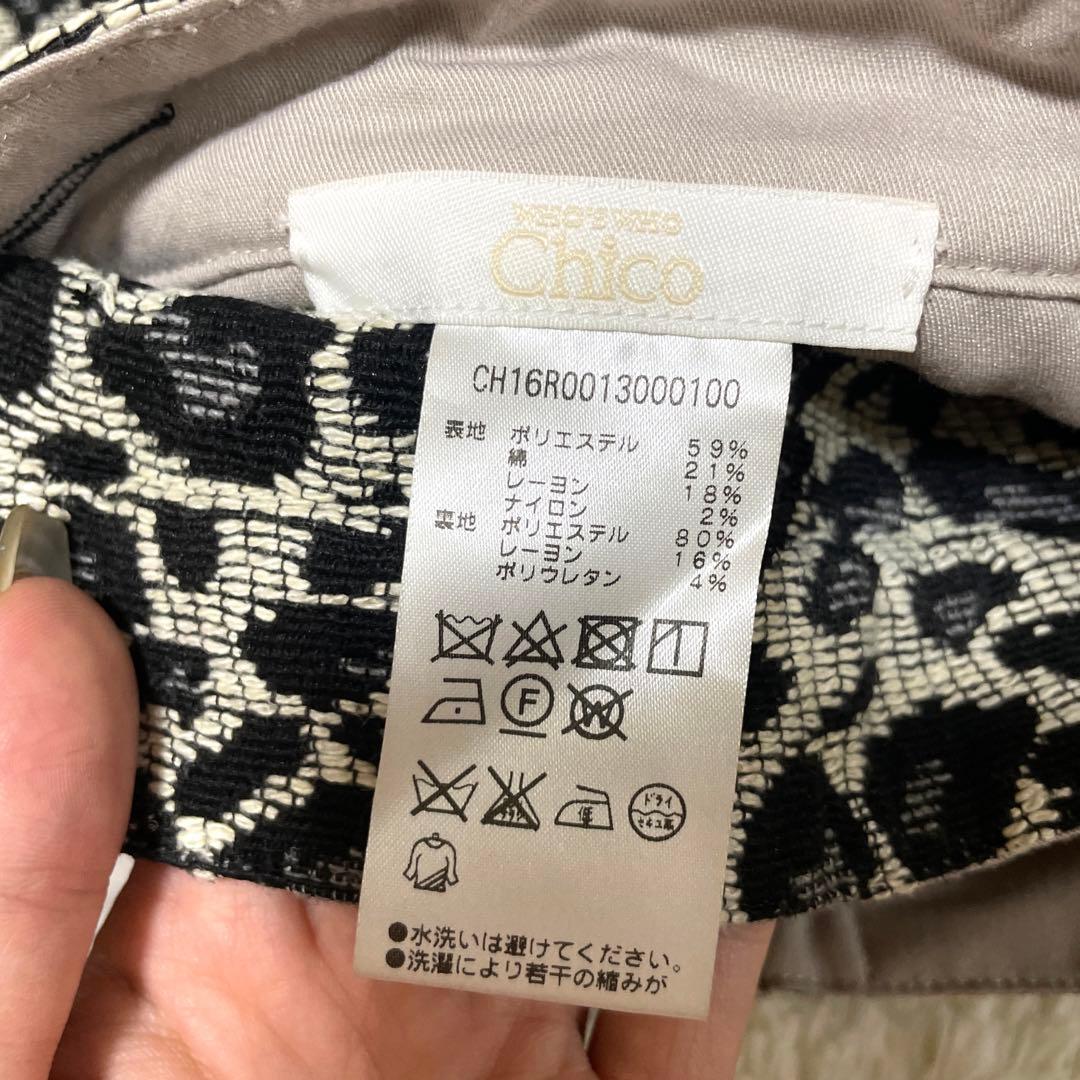 WHO'S WHO
Chico
CH16R0013000100
表地 ポリエステル 59%
綿 21%
レーヨン 18%
ナイロン 2%
裏地 ポリエステル 80%
レーヨン 16%
ポリウレタン 4%
F W
低 ドライ
セキユ系
●水洗いは避けてください。
●洗濯により若干の縮みが